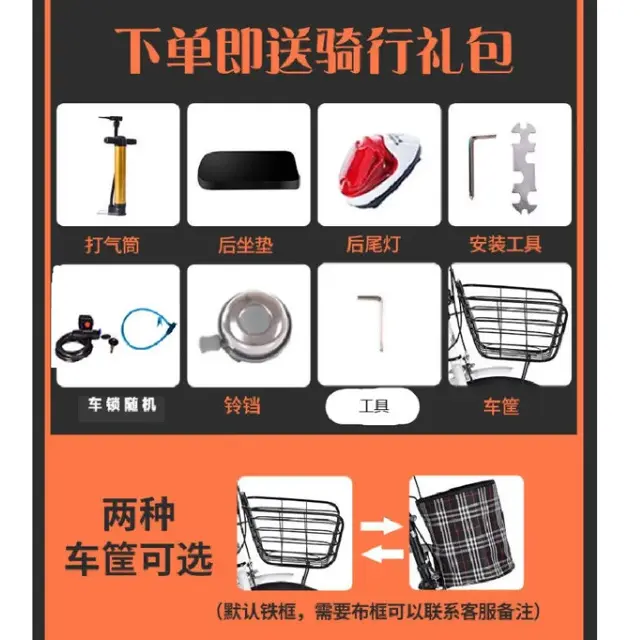 下单即送骑行礼包
打气筒
后坐垫
后尾灯
安装工具
车锁随机
铃铛
工具
车筐
两种
车筐可选
（默认铁框，需要布框可以联系客服备注）